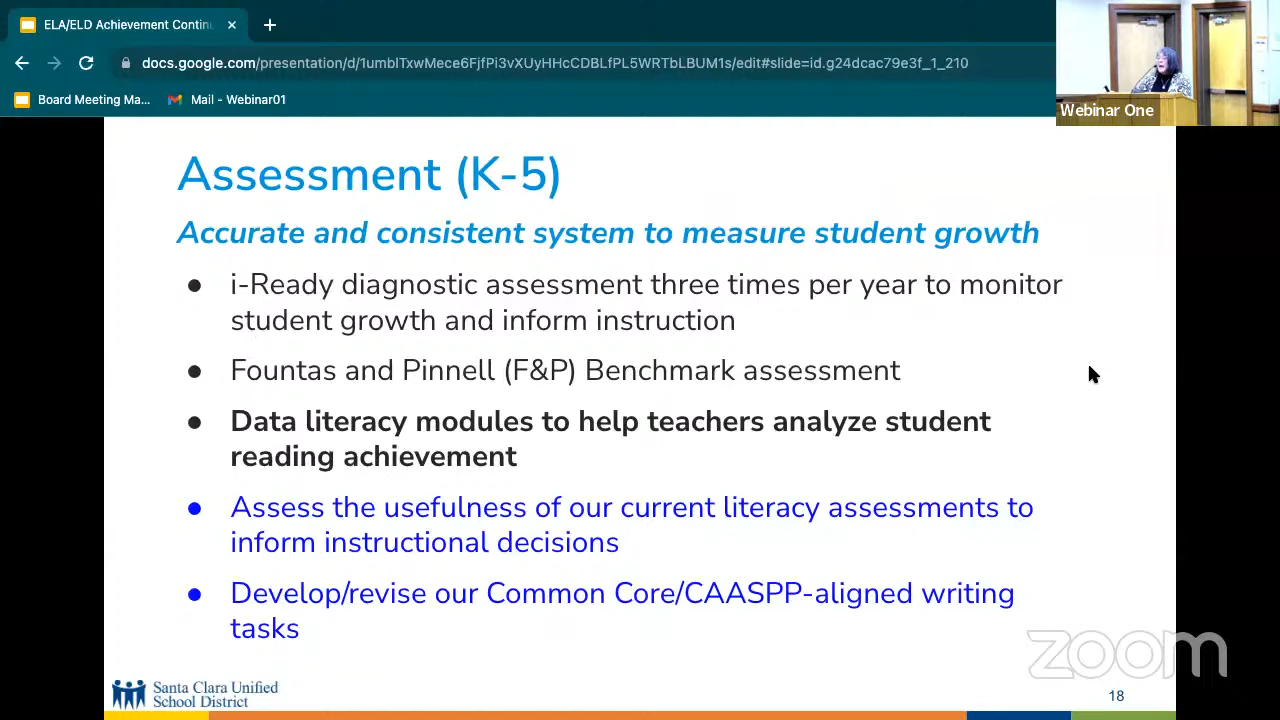 ELA/ELD Achievement Contin
docs.google.com/presentation/d/1umbITxwMece6FjfPi3vXUyHHcCDBLfPL5WRTbLBUM1s/edit#slide=id.g24dcac79e3f_1_210
Board Meeting Ma...
Mail - Webinar01
Webinar One
Assessment (K-5)
Accurate and consistent system to measure student growth
● i-Ready diagnostic assessment three times per year to monitor
student growth and inform instruction
● Fountas and Pinnell (F&P) Benchmark assessment
● Data literacy modules to help teachers analyze student
reading achievement
● Assess the usefulness of our current literacy assessments to
inform instructional decisions
● Develop/revise our Common Core/CAASPP-aligned writing
tasks
zoom
Santa Clara Unified
School District
18